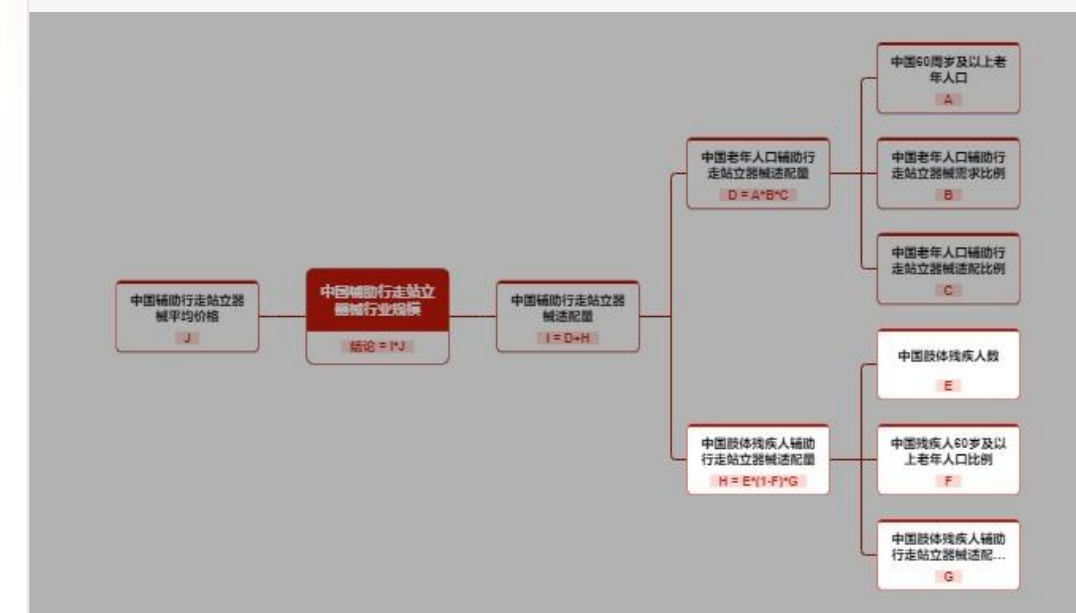 中国60周岁及以上老
年人口
A
中国老年人口辅助行
走站立器械适配量
D = A*B*C
中国老年人口辅助行
走站立器械需求比例
B
中国老年人口辅助行
走站立器械适配比例
C
中国辅助行走站立器
械平均价格
J
中国辅助行走站立
器械行业规模
结论 = I*J
中国辅助行走站立器
械适配量
I = D+H
中国肢体残疾人数
E
中国肢体残疾人辅助
行走站立器械适配量
H = E*(1-F)*G
中国残疾人60岁及以
上老年人口比例
F
中国肢体残疾人辅助
行走站立器械适配...
G